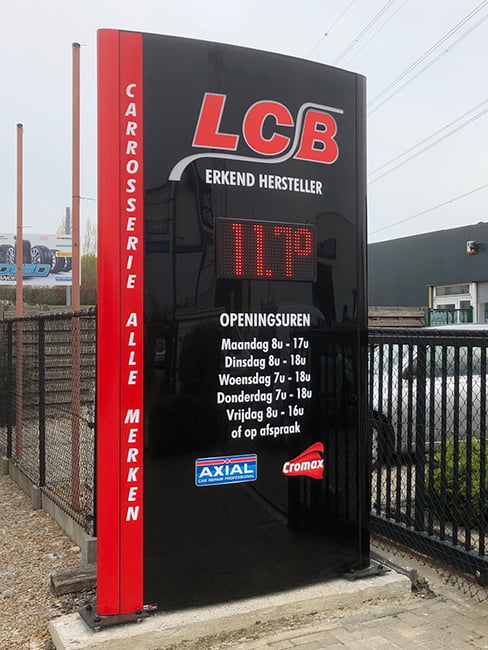 CARROSSERIE ALLE MERKEN
LCB
ERKEND HERSTELLER
11.7°
OPENINGSUREN
Maandag 8u - 17u
Dinsdag 8u - 18u
Woensdag 7u - 18u
Donderdag 7u - 18u
Vrijdag 8u - 16u
of op afspraak
AXIAL
CAR REPAIR PROFESSIONAL
Cromax